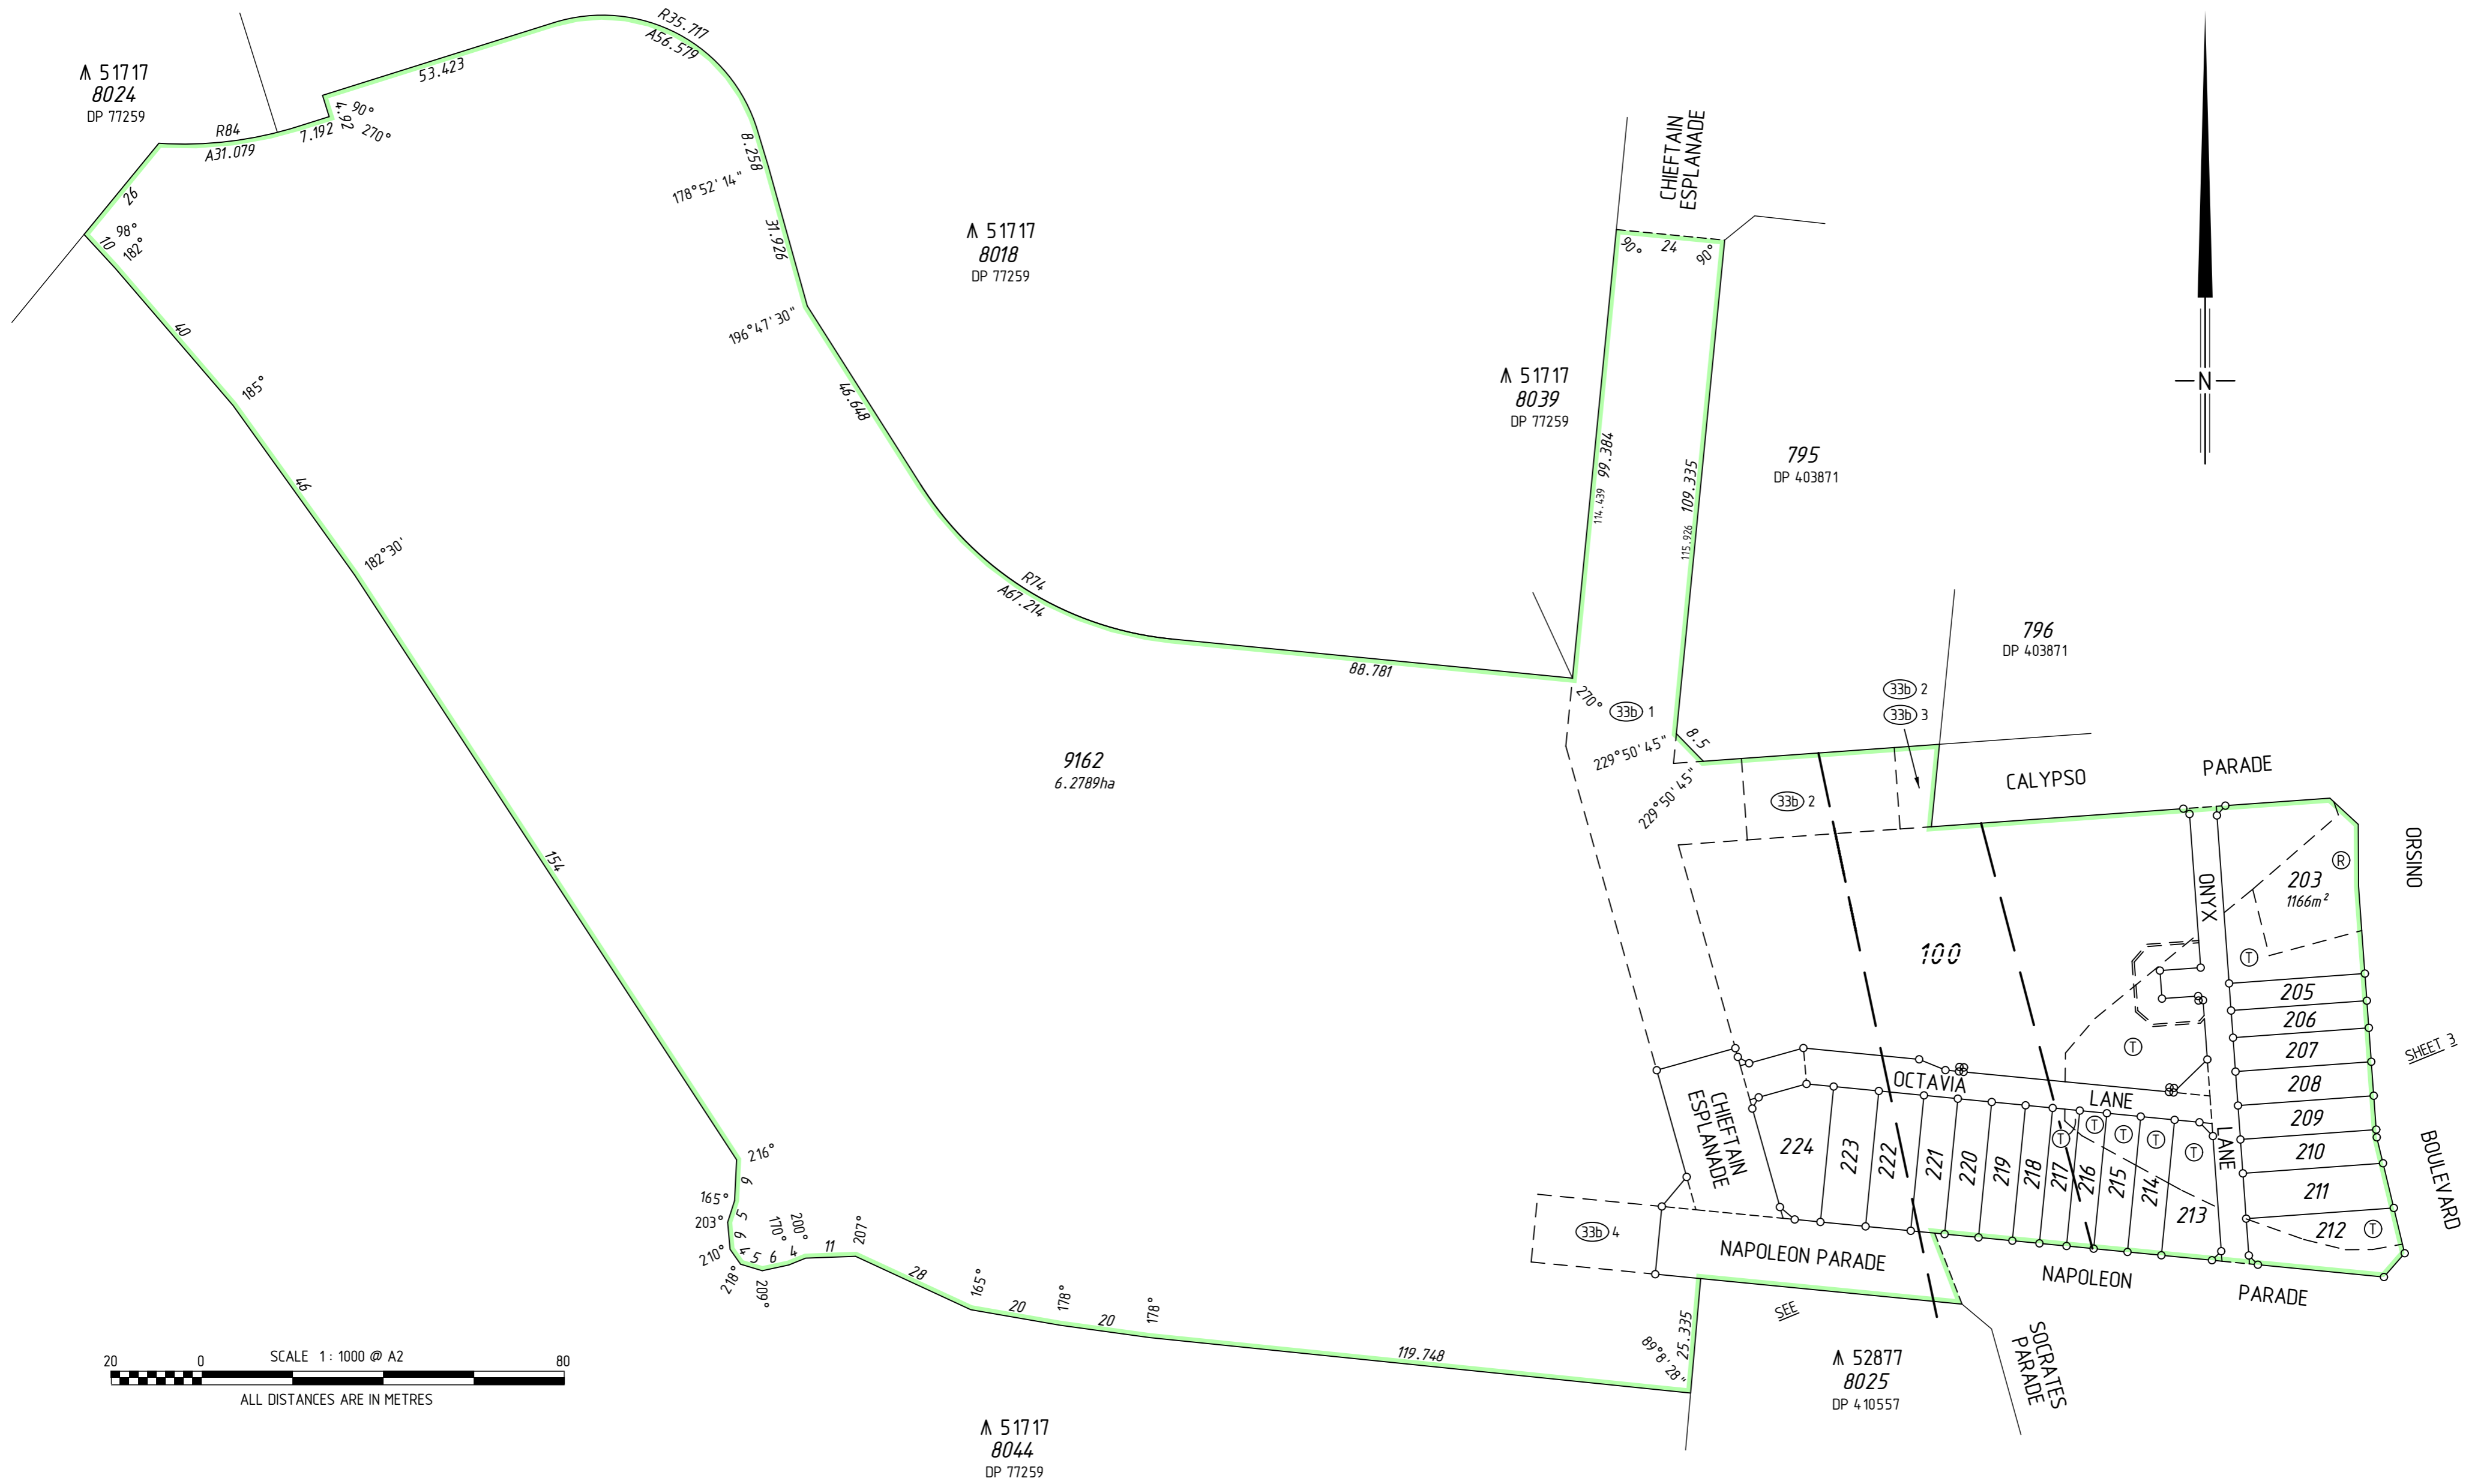 ⩚ 51717
8024
DP 77259
R84
A31.079
7.192
4.92
90°
270°
53.423
R35.717
A56.579
8.258
178°52'14"
31.926
196°47'30"
46.648
R74
A67.214
88.781
26
10
98°
182°
40
185°
46
182°30'
154
⩚ 51717
8018
DP 77259
CHIEFTAIN
ESPLANADE
90°
24
90°
⩚ 51717
8039
DP 77259
114.439 99.384
115.926 109.335
795
DP 403871
N
796
DP 403871
270°
33b 1
8.5
229°50'45"
229°50'45"
33b 2
33b 3
33b 2
9162
6.2789ha
CALYPSO PARADE
ORSINO
BOULEVARD
100
ONYX
LANE
203
1166m²
R
T
205
206
207
208
209
210
211
212
T
SHEET 3
T
OCTAVIA
LANE
CHIEFTAIN
ESPLANADE
224
223
222
221
220
219
218
217
216
215
214
213
T
T
T
T
T
33b 4
NAPOLEON PARADE
NAPOLEON
PARADE
SEE
SOCRATES
PARADE
216°
9
165°
5
203°
6
210°
4
218°
5
209°
6
170°
4
200°
11
207°
28
165°
20
178°
20
178°
119.748
89°8'28"
25.335
⩚ 52877
8025
DP 410557
20 0 SCALE 1 : 1000 @ A2 80
ALL DISTANCES ARE IN METRES
⩚ 51717
8044
DP 77259